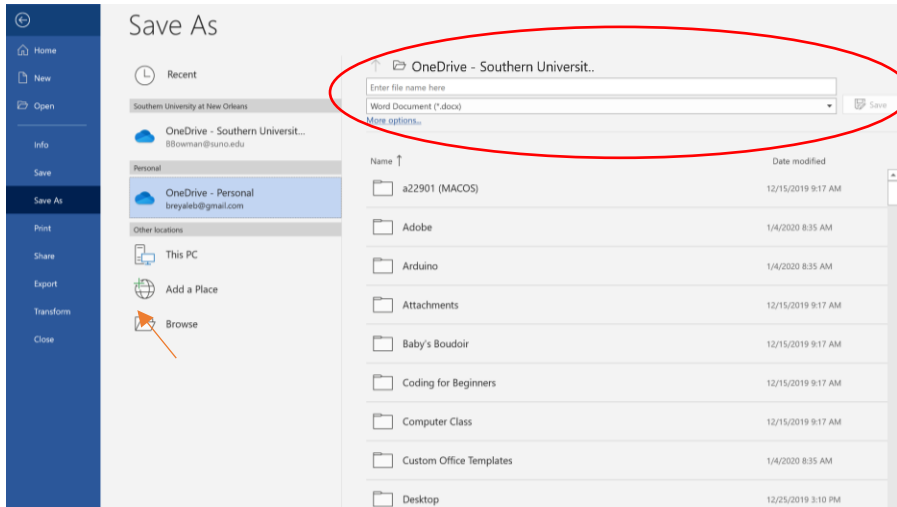 Save As
Home
New
Open
Info
Save
Save As
Print
Share
Export
Transform
Close
Recent
Southern University at New Orleans
OneDrive - Southern Universit...
BBowman@suno.edu
Personal
OneDrive - Personal
breyaleb@gmail.com
Other locations
This PC
Add a Place
Browse
OneDrive - Southern Universit..
Enter file name here
Word Document (*.docx)
Save
More options...
Name Date modified
a22901 (MACOS) 12/15/2019 9:17 AM
Adobe 1/4/2020 8:35 AM
Arduino 1/4/2020 8:35 AM
Attachments 12/15/2019 9:17 AM
Baby's Boudoir 12/15/2019 9:17 AM
Coding for Beginners 12/15/2019 9:17 AM
Computer Class 12/15/2019 9:17 AM
Custom Office Templates 1/4/2020 8:35 AM
Desktop 12/25/2019 3:10 PM